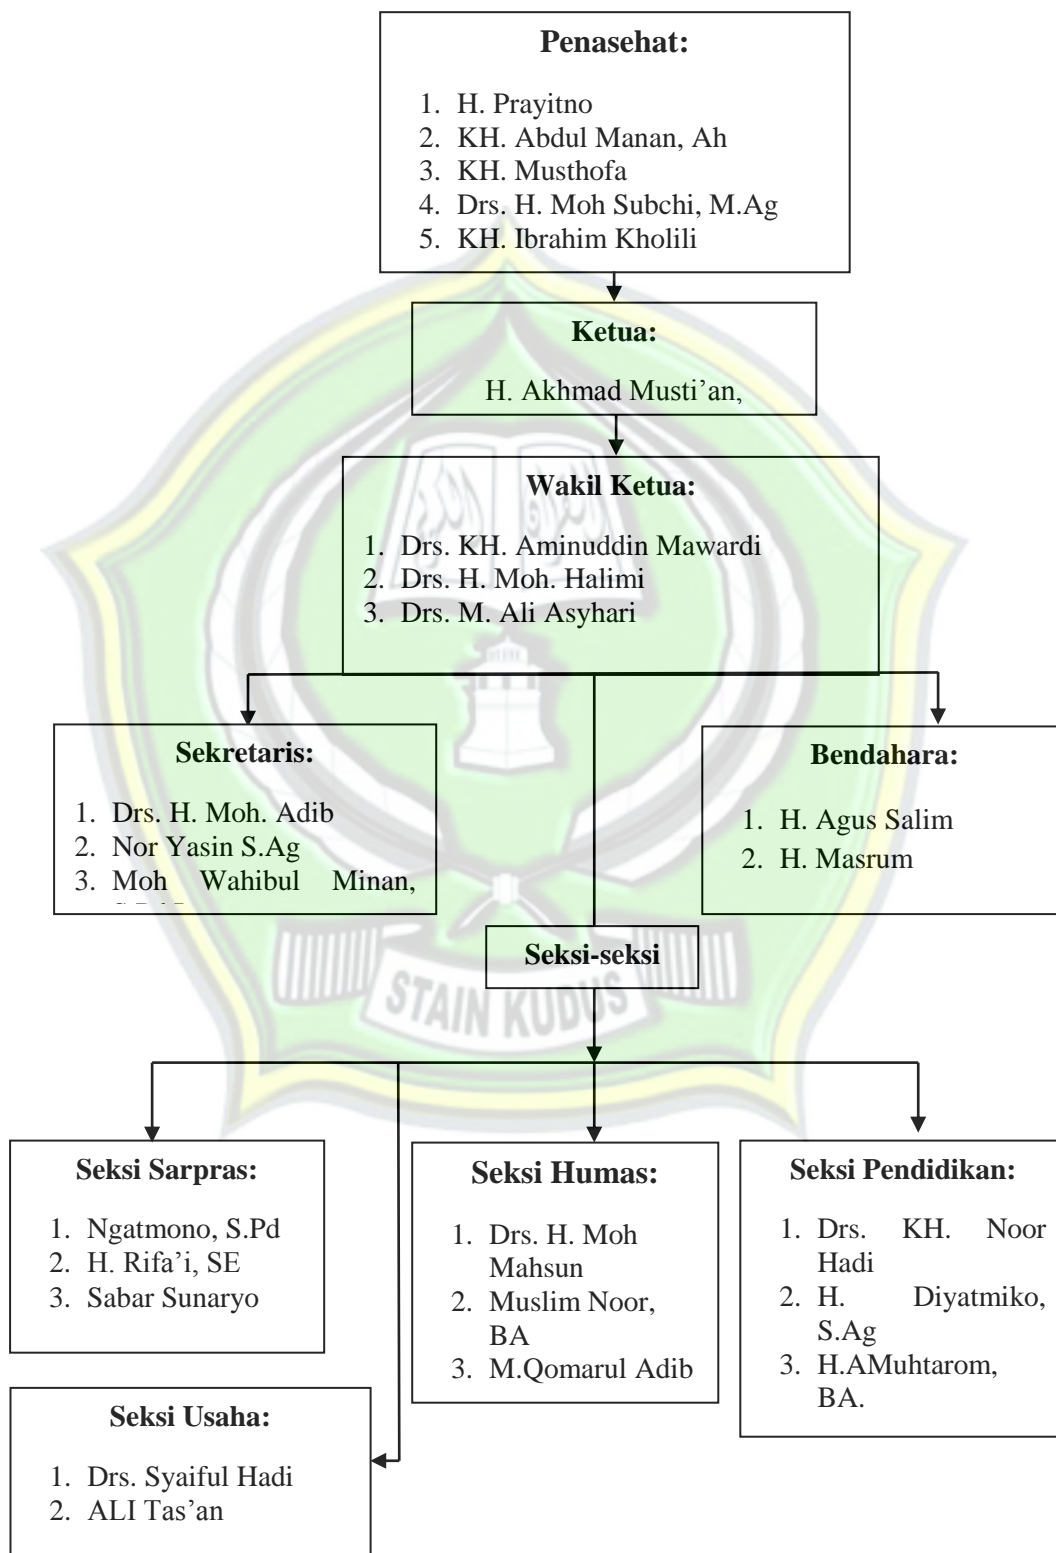 Penasehat:
1. H. Prayitno
2. KH. Abdul Manan, Ah
3. KH. Musthofa
4. Drs. H. Moh Subchi, M.Ag
5. KH. Ibrahim Kholili
Ketua:
H. Akhmad Musti’an,
Wakil Ketua:
1. Drs. KH. Aminuddin Mawardi
2. Drs. H. Moh. Halimi
3. Drs. M. Ali Asyhari
Sekretaris:
1. Drs. H. Moh. Adib
2. Nor Yasin S.Ag
3. Moh Wahibul Minan,
Bendahara:
1. H. Agus Salim
2. H. Masrum
Seksi-seksi
STAIN KUDUS
Seksi Sarpras:
1. Ngatmono, S.Pd
2. H. Rifa’i, SE
3. Sabar Sunaryo
Seksi Humas:
1. Drs. H. Moh
Mahsun
2. Muslim Noor,
BA
3. M.Qomarul Adib
Seksi Pendidikan:
1. Drs. KH. Noor
Hadi
2. H. Diyatmiko,
S.Ag
3. H.AMuhtarom,
BA.
Seksi Usaha:
1. Drs. Syaiful Hadi
2. ALI Tas’an